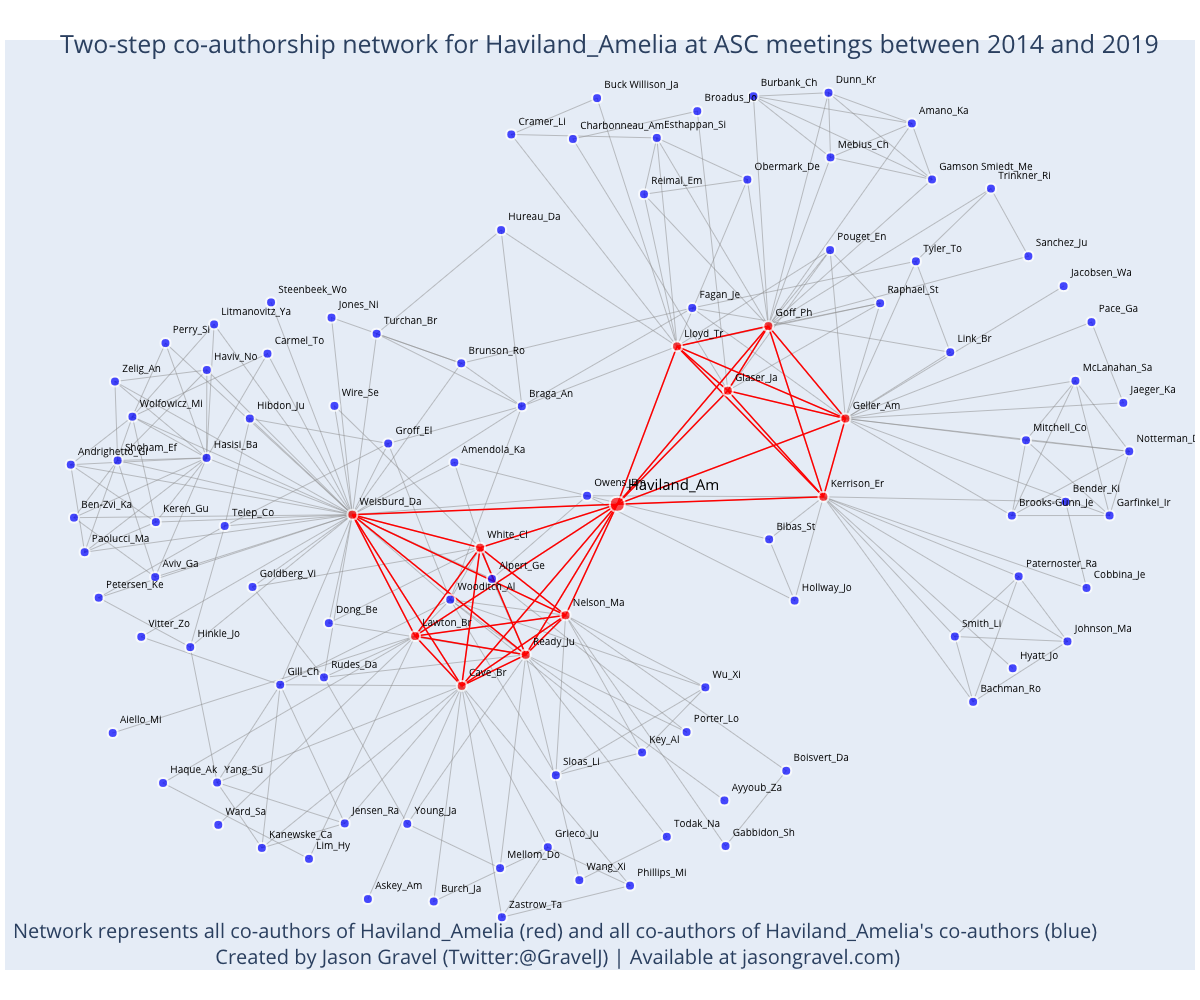 Two-step co-authorship network for Haviland_Amelia at ASC meetings between 2014 and 2019
Buck Willison_Ja
Burbank_Ch
Dunn_Kr
Broadus_Jo
Cramer_Li
Charbonneau_Am
Esthappan_Si
Amano_Ka
Mebius_Ch
Reimal_Em
Obermark_De
Gamson Smiedt_Me
Trinkner_Ri
Hureau_Da
Pouget_En
Tyler_To
Sanchez_Ju
Jacobsen_Wa
Steenbeek_Wo
Jones_Ni
Litmanovitz_Ya
Turchan_Br
Fagan_Je
Goff_Ph
Raphael_St
Pace_Ga
Perry_Si
Carmel_To
Lloyd_Tr
Link_Br
Haviv_No
Brunson_Ro
Zelig_An
Glaser_Ja
McLanahan_Sa
Wolfowicz_Mi
Hibdon_Ju
Wire_Se
Braga_An
Geller_Am
Jaeger_Ka
Groff_El
Andrighetto_Gi
Shoham_Ef
Hasisi_Ba
Amendola_Ka
Mitchell_Co
Notterman_D
Owens_Em
Haviland_Am
Kerrison_Er
Bender_Ki
Ben-Zvi_Ka
Keren_Gu
Telep_Co
Weisburd_Da
Brooks-Gunn_Je
Garfinkel_Ir
Paolucci_Ma
White_Cl
Bibas_St
Aviv_Ga
Alpert_Ge
Petersen_Ke
Goldberg_Vi
Wooditch_Al
Hollway_Jo
Paternoster_Ra
Cobbina_Je
Vitter_Zo
Hinkle_Jo
Dong_Be
Lawton_Br
Nelson_Ma
Smith_Li
Johnson_Ma
Gill_Ch
Rudes_Da
Cave_Br
Ready_Ju
Hyatt_Jo
Wu_Xi
Bachman_Ro
Aiello_Mi
Porter_Lo
Key_Al
Haque_Ak
Yang_Su
Sloas_Li
Boisvert_Da
Ayyoub_Za
Ward_Sa
Jensen_Ra
Young_Ja
Kanewske_Ca
Lim_Hy
Grieco_Ju
Todak_Na
Gabbidon_Sh
Mellom_Do
Askey_Am
Burch_Ja
Wang_Xi
Phillips_Mi
Zastrow_Ta
Network represents all co-authors of Haviland_Amelia (red) and all co-authors of Haviland_Amelia's co-authors (blue)
Created by Jason Gravel (Twitter:@GravelJ) | Available at jasongravel.com)